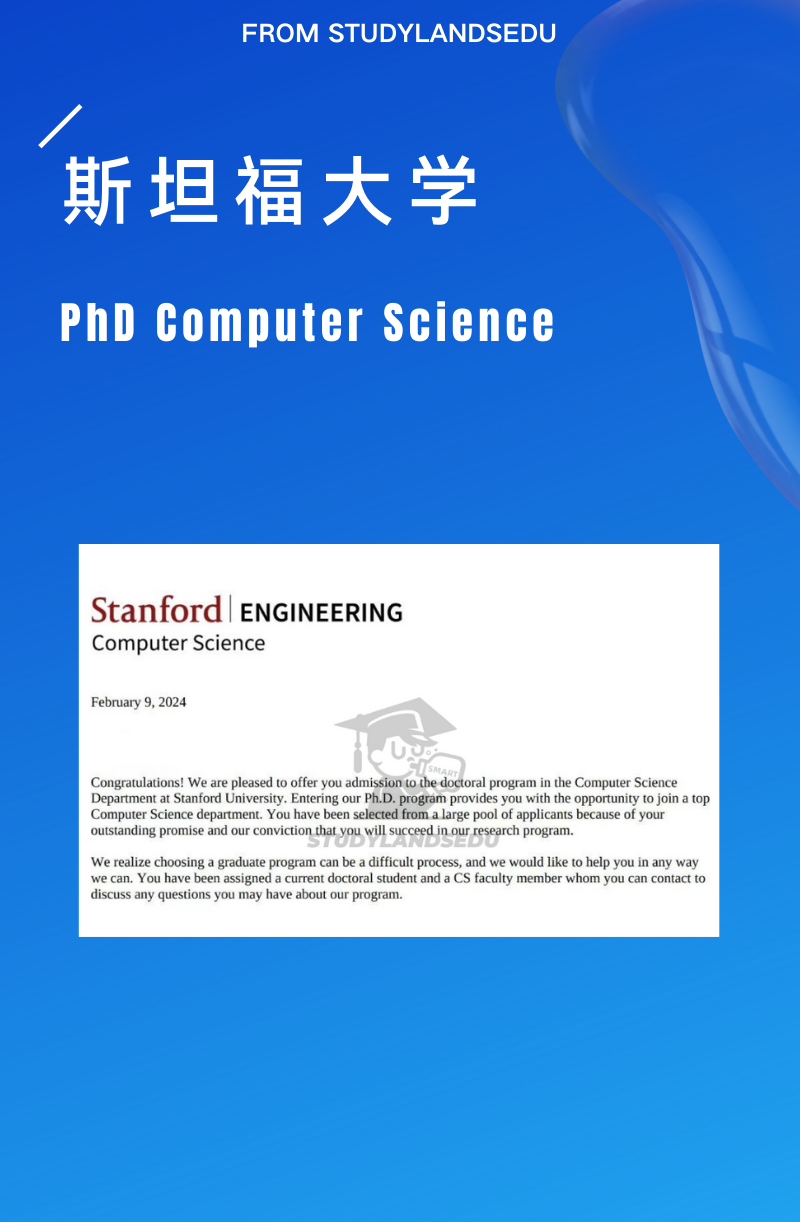 FROM STUDYLANDSEDU
斯坦福大学
PhD Computer Science
Stanford | ENGINEERING
Computer Science
February 9, 2024
SMART
Congratulations! We are pleased to offer you admission to the doctoral program in the Computer Science
Department at Stanford University. Entering our Ph.D. program provides you with the opportunity to join a top
Computer Science department. You have been selected from a large pool of applicants because of your
outstanding promise and our conviction that you will succeed in our research program.
STUDYLANDSEDU
We realize choosing a graduate program can be a difficult process, and we would like to help you in any way
we can. You have been assigned a current doctoral student and a CS faculty member whom you can contact to
discuss any questions you may have about our program.